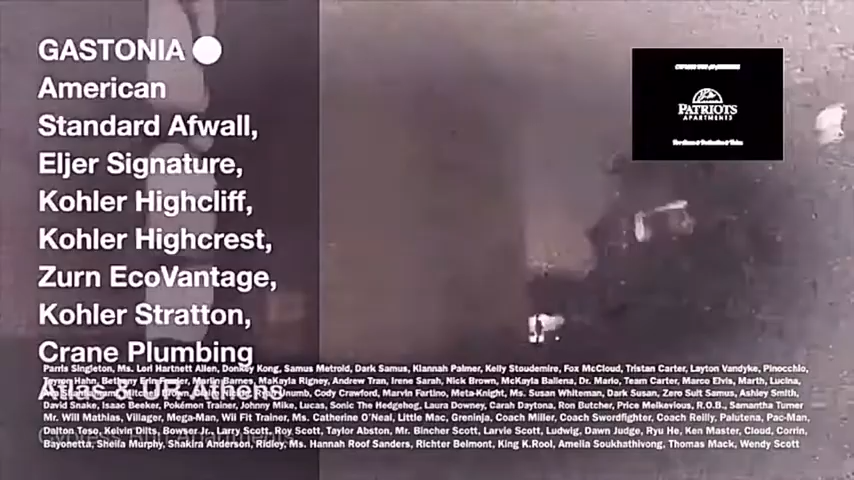 GASTONIA
American
Standard Afwall,
Eljer Signature,
Kohler Highcliff,
Kohler Highcrest,
Zurn EcoVantage,
Kohler Stratton,
Crane Plumbing
Atlas & UR Athens
PATRIOTS
APARTMENTS
Parris Singleton, Ms. Lori Hartnett Allen, Donkey Kong, Samus Metroid, Dark Samus, Kiannah Palmer, Kelly Stoudemire, Fox McCloud, Tristan Carter, Layton Vandyke, Pinocchio,
Hahn, Bethany Barnes, MaKayla Rigney, Andrew Tran, Irene Sarah, Nick Brown, McKayla Ballena, Dr. Mario, Team Carter, Marco Elvis, Marth, Lucina,
Cody Crawford, Marvin Fartino, Meta-Knight, Ms. Susan Whiteman, Dark Susan, Zero Suit Samus, Ashley Smith,
David Snake, Isaac Beeker, Pokémon Trainer, Johnny Mike, Lucas, Sonic The Hedgehog, Laura Downey, Carah Daytona, Ron Butcher, Price Melkevious, R.O.B., Samantha Turner
Mr. Will Mathias, Villager, Mega-Man, Wii Fit Trainer, Ms. Catherine O'Neal, Little Mac, Greninja, Coach Miller, Coach Swordfighter, Coach Reilly, Palutena, Pac-Man,
Dalton Teso, Kelvin Dilts, Bowser Jr., Larry Scott, Roy Scott, Taylor Abston, Mr. Bincher Scott, Larvie Scott, Ludwig, Dawn Judge, Ryu He, Ken Master, Cloud, Corrin,
Bayonetta, Sheila Murphy, Shakira Anderson, Ridley, Ms. Hannah Roof Sanders, Richter Belmont, King K.Rool, Amelia Soukhathivong, Thomas Mack, Wendy Scott